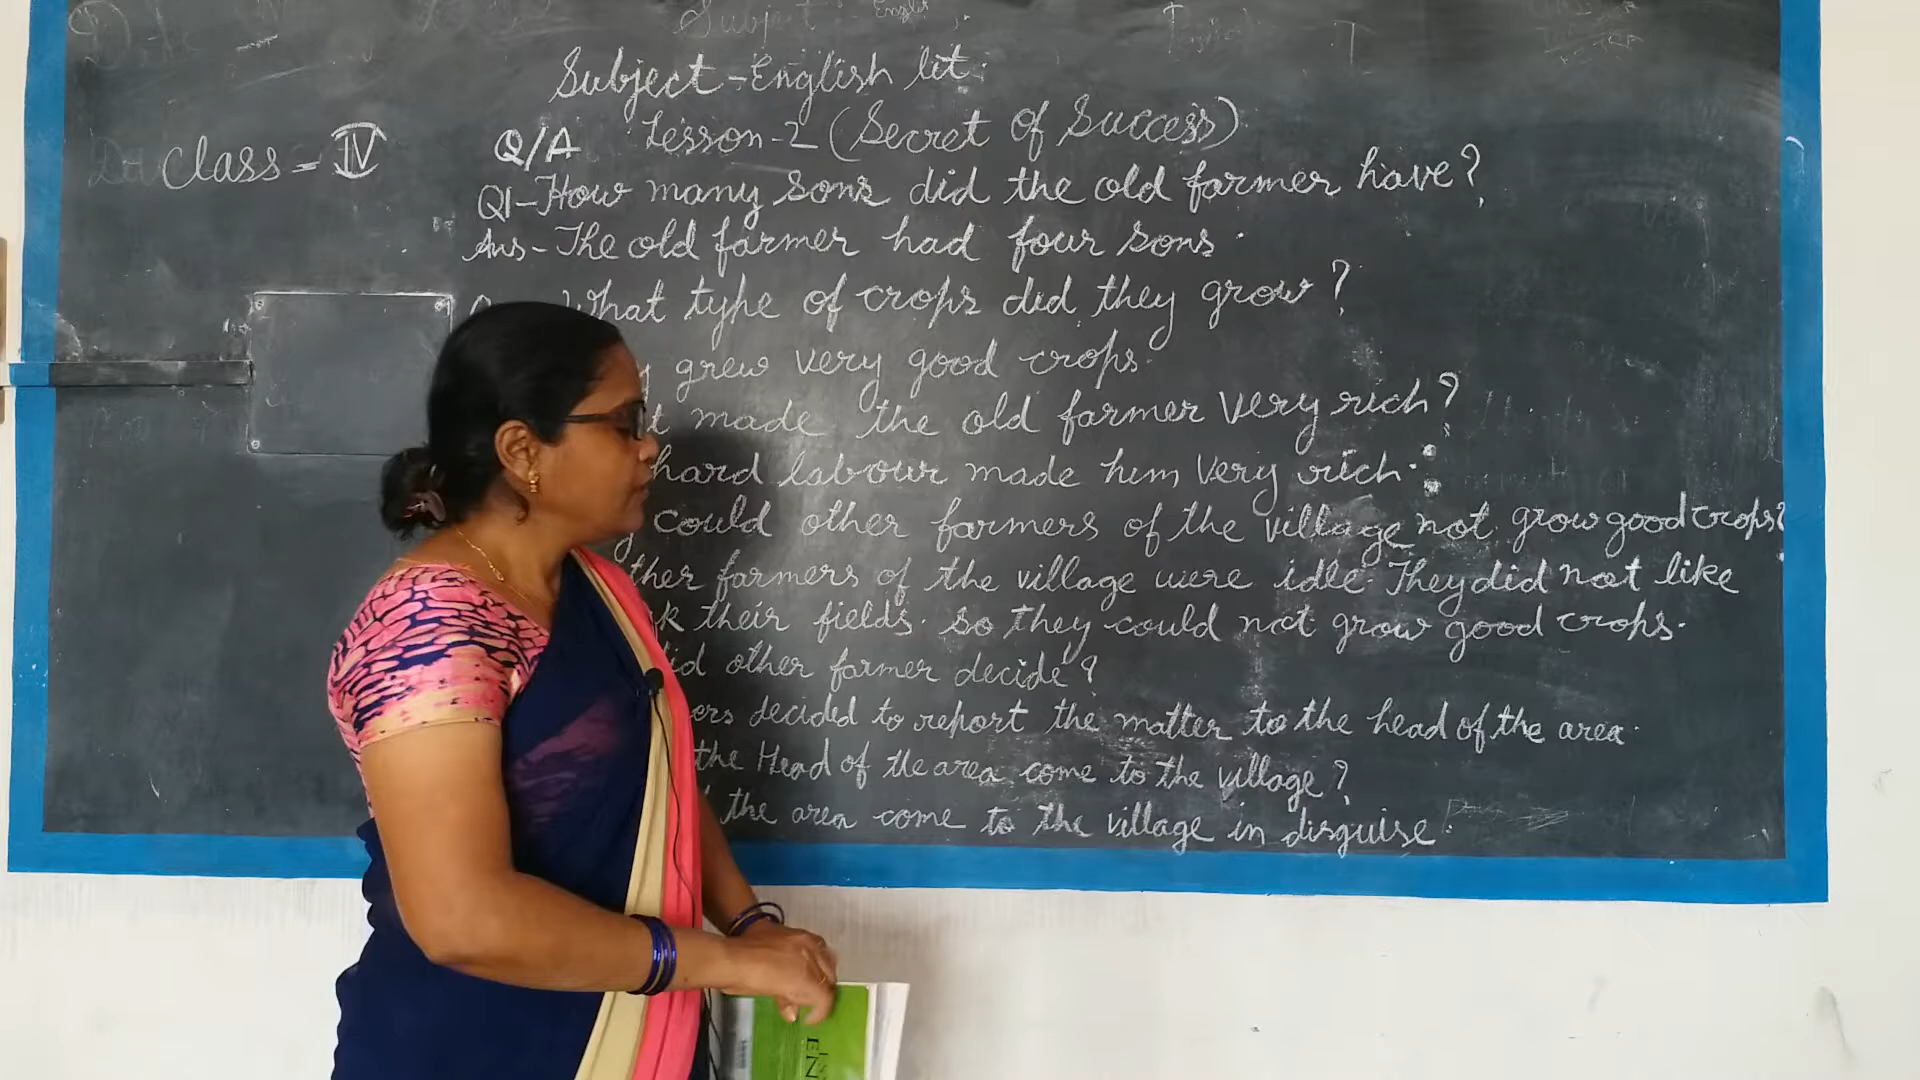 Subject English
Subject - English lit.
Class - IV
Q/A Lesson-2 (Secret of Success)
Q1- How many sons did the old farmer have?
Ans - The old farmer had four sons.
What type of crops did they grow?
grew very good crops.
made the old farmer very rich?
hard labour made him very rich.
could other farmers of the village not grow good crops?
farmers of the village were idle. They did not like
their fields. So they could not grow good crops.
other farmer decide?
decided to report the matter to the head of the area.
the Head of the area come to the village?
the area come to the village in disguise.
EN